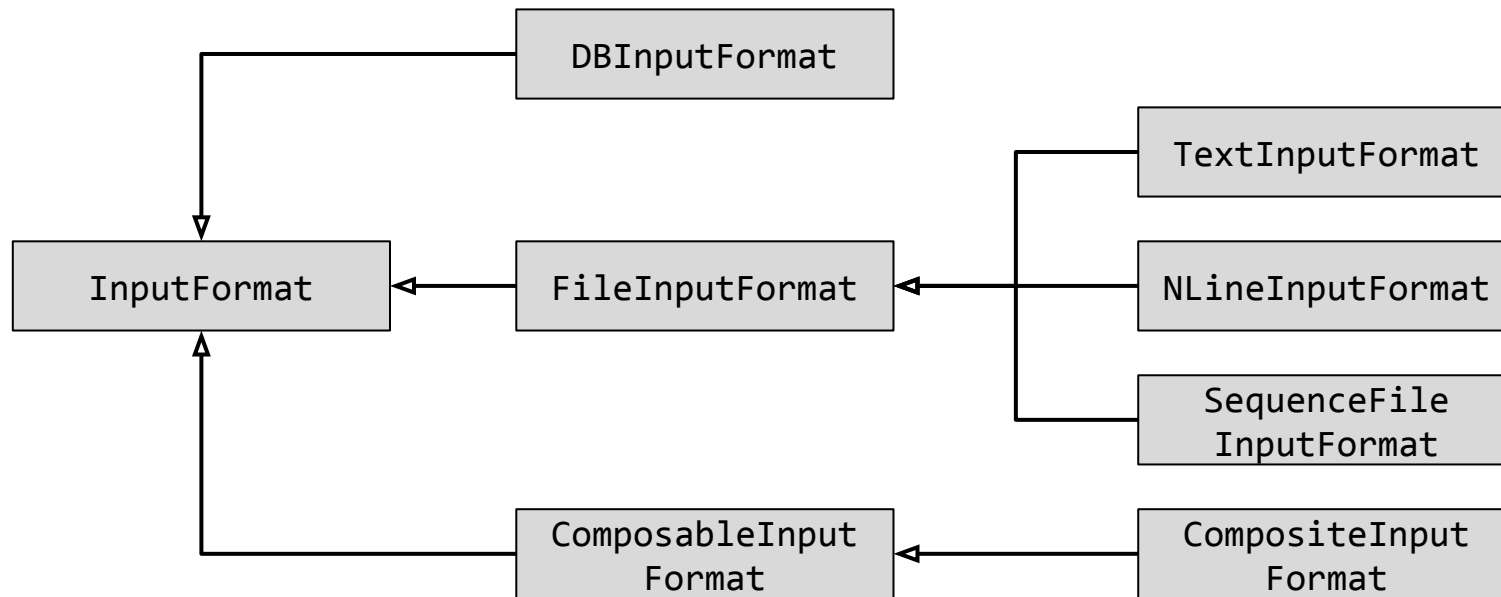 DBInputFormat
TextInputFormat
InputFormat
FileInputFormat
NLineInputFormat
SequenceFile
InputFormat
ComposableInput
Format
CompositeInput
Format